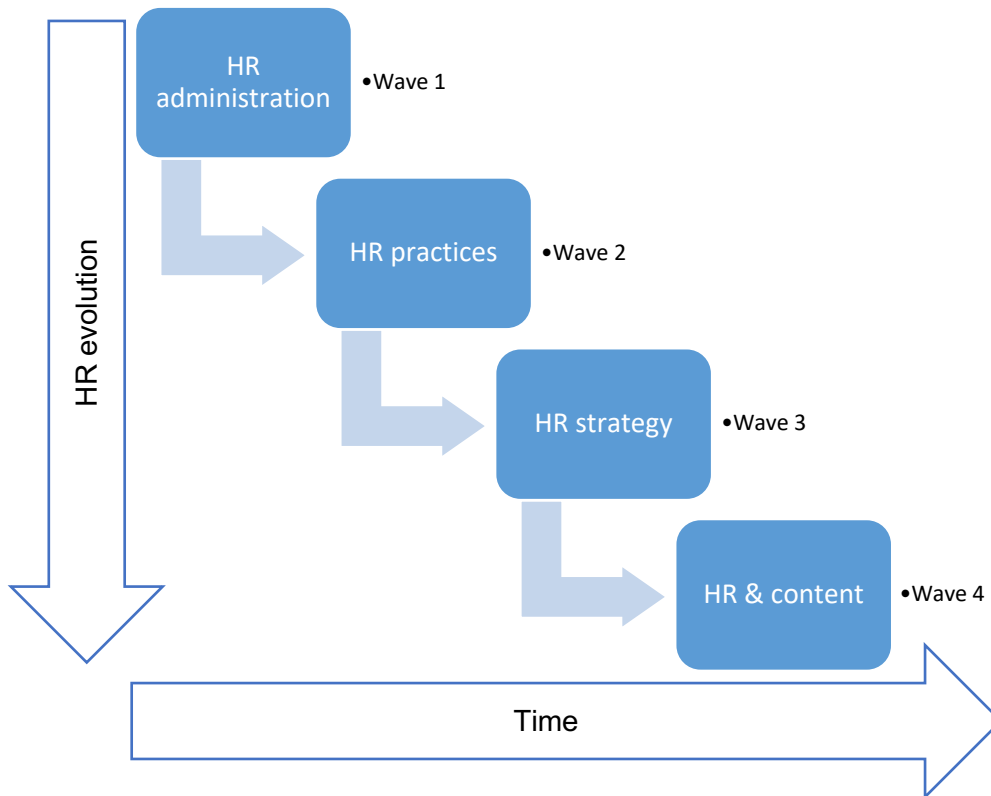 HR
administration
•Wave 1
HR practices
•Wave 2
HR evolution
HR strategy
•Wave 3
HR & content
•Wave 4
Time